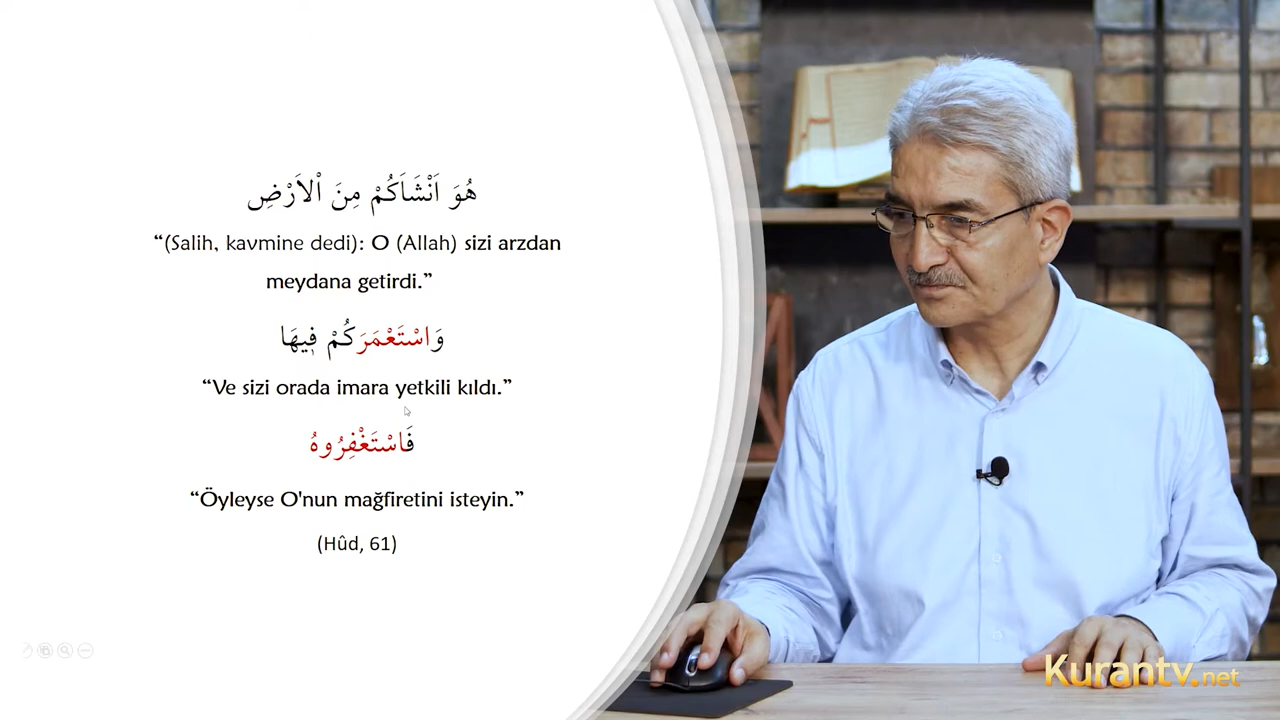 هُوَ اَنْشَاَكُمْ مِنَ الْاَرْضِ
“(Salih, kavmine dedi): O (Allah) sizi arzdan
meydana getirdi.”
وَاسْتَعْمَرَكُمْ ف۪يهَا
“Ve sizi orada imara yetkili kıldı.”
فَاسْتَغْفِرُوهُ
“Öyleyse O'nun mağfiretini isteyin.”
(Hûd, 61)
Kurantv.net